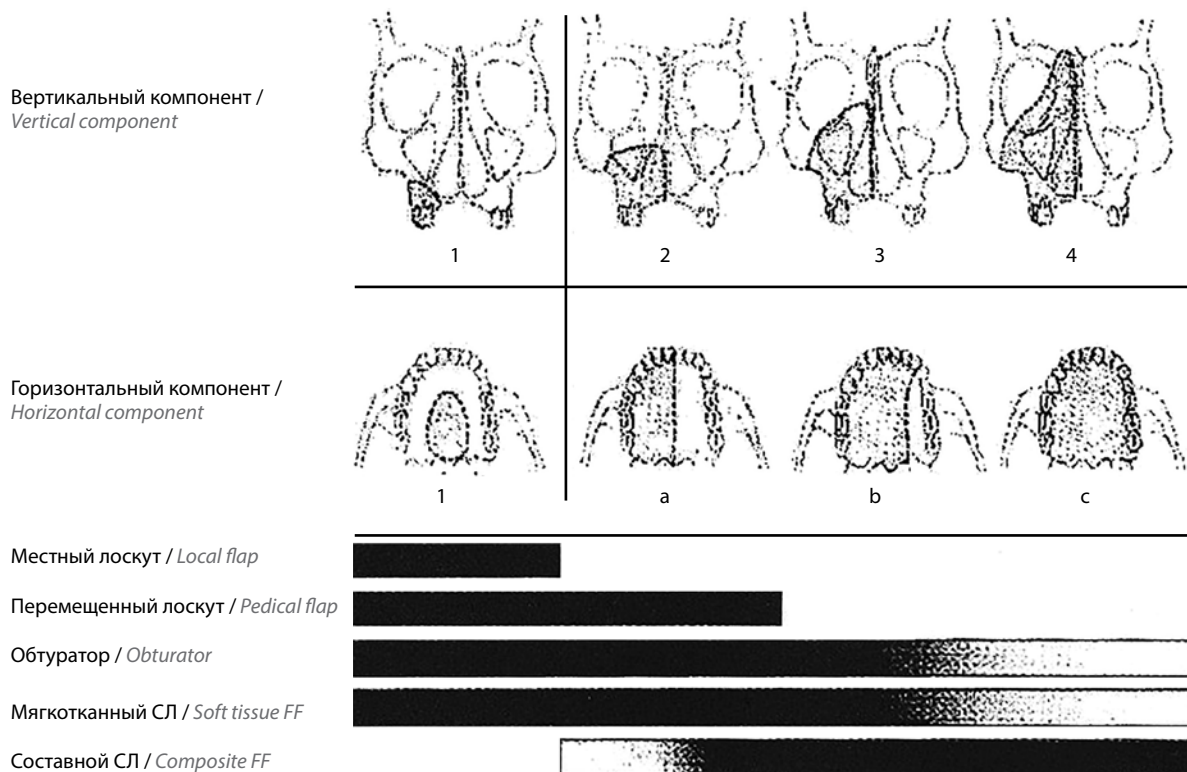 Вертикальный компонент /
Vertical component
1 2 3 4
Горизонтальный компонент /
Horizontal component
1 a b c
Местный лоскут / Local flap
Перемещенный лоскут / Pedical flap
Обтуратор / Obturator
Мягкотканный СЛ / Soft tissue FF
Составной СЛ / Composite FF